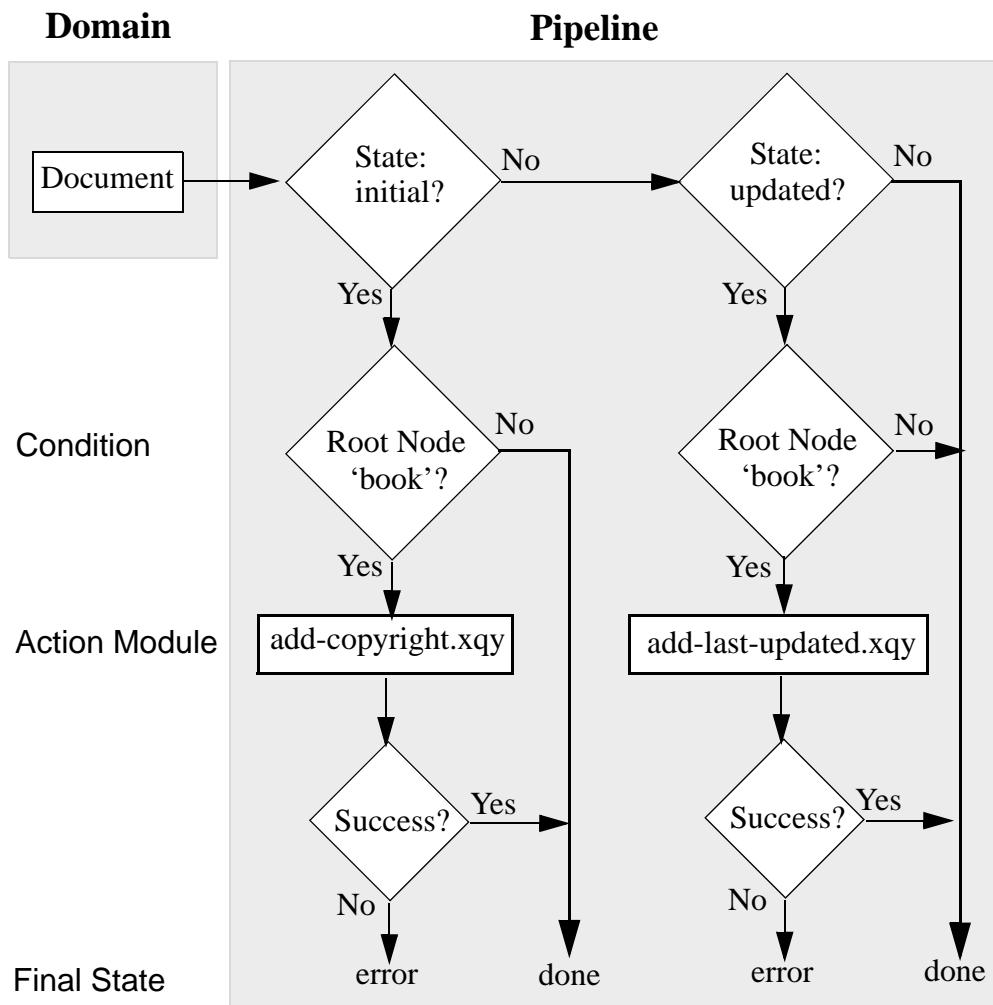 Domain
Pipeline
Document
State:
initial?
No
State:
updated?
No
Yes
Yes
Condition
Root Node
‘book’?
No
Root Node
‘book’?
No
Yes
Yes
Action Module
add-copyright.xqy
add-last-updated.xqy
Success?
Yes
Success?
Yes
No
No
Final State
error
done
error
done